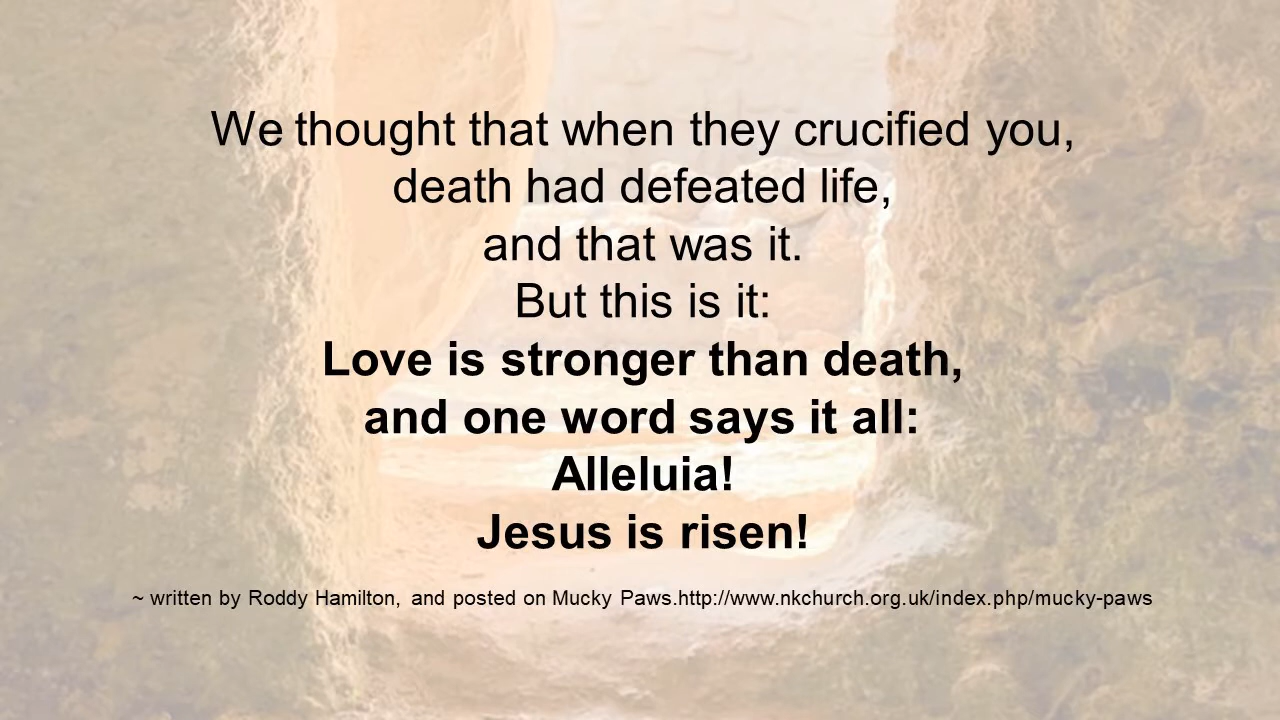 We thought that when they crucified you,
death had defeated life,
and that was it.
But this is it:
Love is stronger than death,
and one word says it all:
Alleluia!
Jesus is risen!
~ written by Roddy Hamilton, and posted on Mucky Paws.http://www.nkchurch.org.uk/index.php/mucky-paws